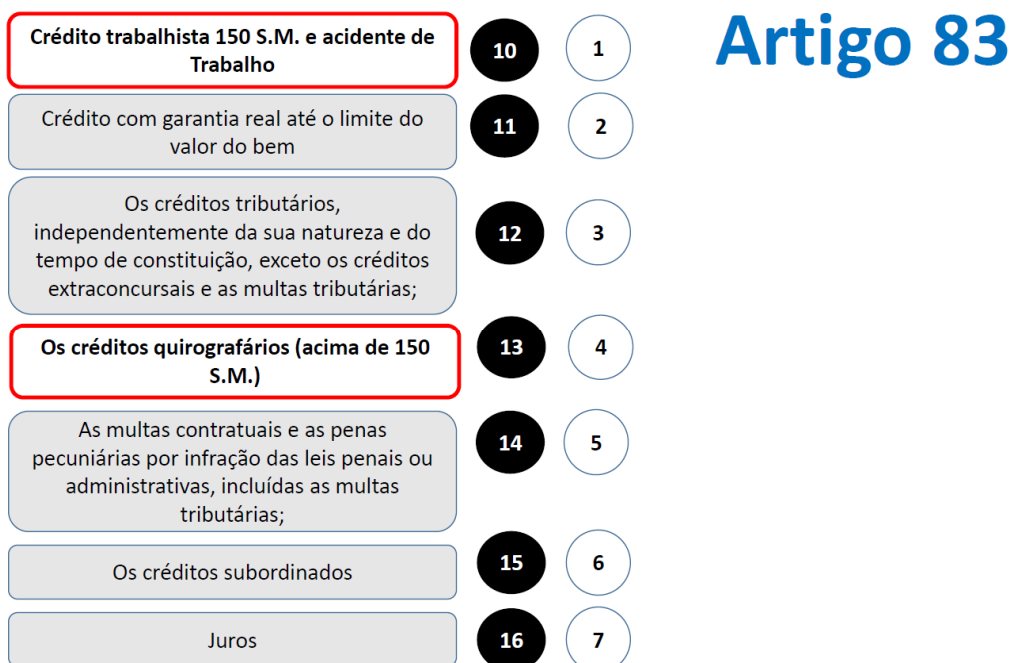 Artigo 83
Crédito trabalhista 150 S.M. e acidente de
Trabalho
10
1
Crédito com garantia real até o limite do
valor do bem
11
2
Os créditos tributários,
independentemente da sua natureza e do
tempo de constituição, exceto os créditos
extraconcursais e as multas tributárias;
12
3
Os créditos quirografários (acima de 150
S.M.)
13
4
As multas contratuais e as penas
pecuniárias por infração das leis penais ou
administrativas, incluídas as multas
tributárias;
14
5
Os créditos subordinados
15
6
Juros
16
7